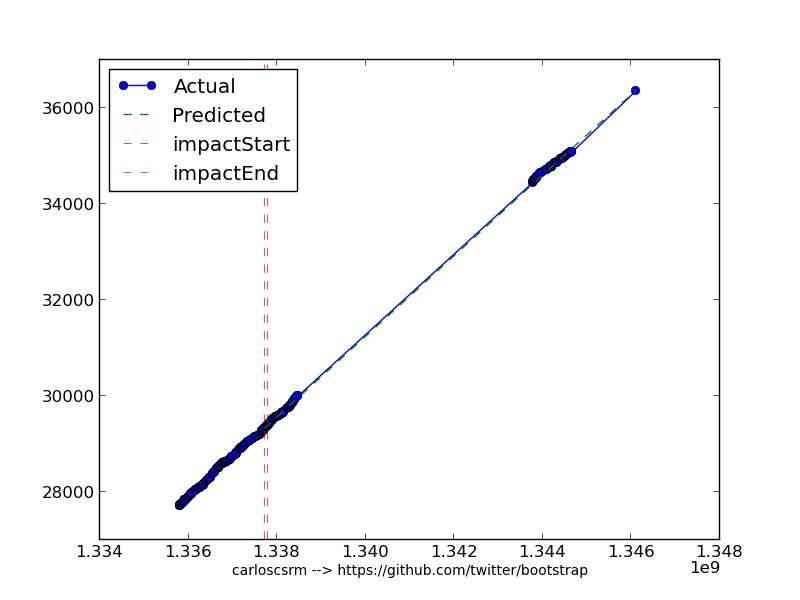 Actual
Predicted
impactStart
impactEnd
36000
34000
32000
30000
28000
1.334 1.336 1.338 1.340 1.342 1.344 1.346 1.348
1e9
carloscsrm --> https://github.com/twitter/bootstrap